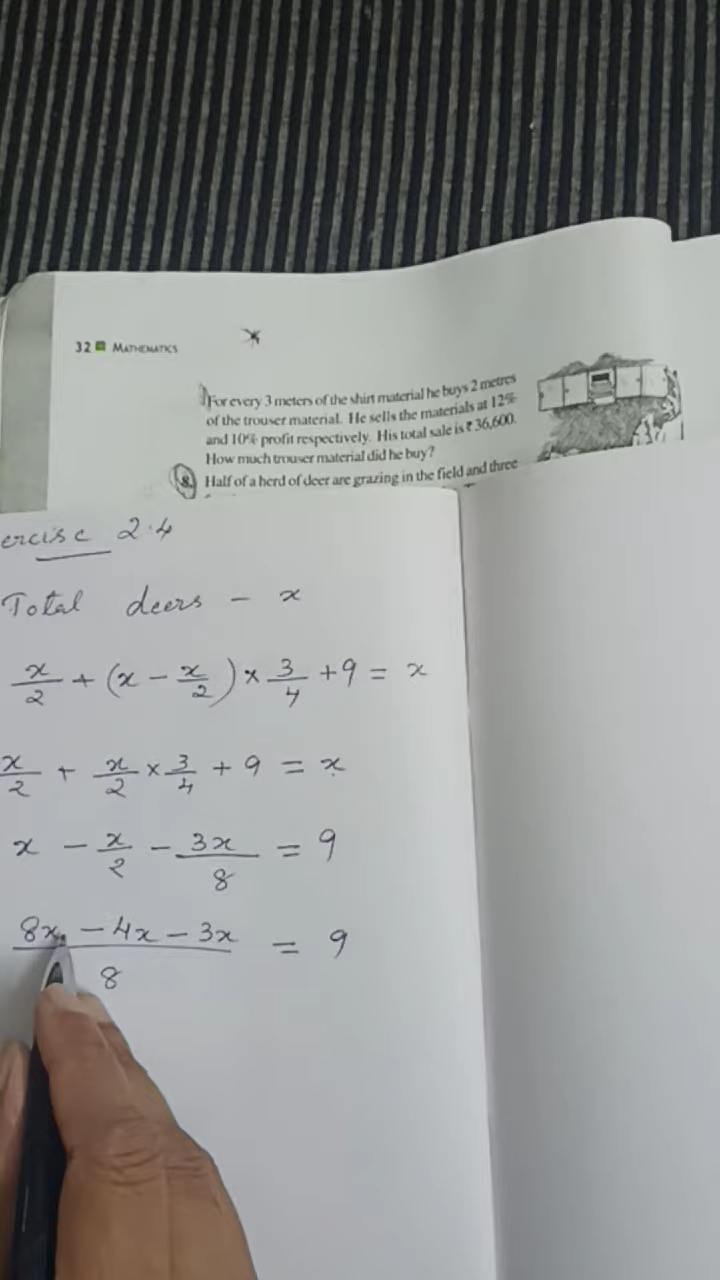 32 MATHEMATICS
For every 3 meters of the shirt material he buys 2 metres
of the trouser material. He sells the materials at 12%
and 10% profit respectively. His total sale is ₹ 36,600.
How much trouser material did he buy?
8. Half of a herd of deer are grazing in the field and three
ercise 2.4
Total deers - x
x/2 + (x - x/2) × 3/4 + 9 = x
x/2 + x/2 × 3/4 + 9 = x
x - x/2 - 3x/8 = 9
8x - 4x - 3x / 8 = 9